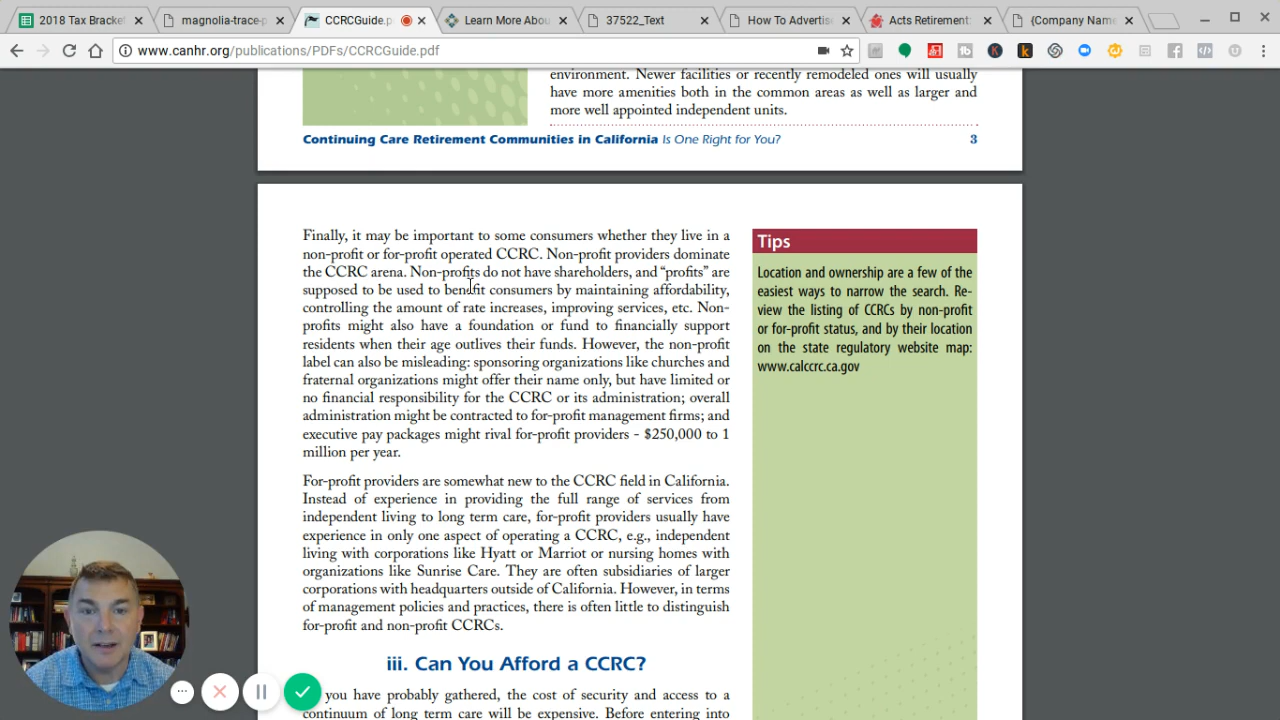 2018 Tax Bracket
magnolia-trace-p
CCRCGuide.p
Learn More Abou
37522_Text
How To Advertise
Acts Retirement
{Company Name
www.canhr.org/publications/PDFs/CCRCGuide.pdf
environment. Newer facilities or recently remodeled ones will usually
have more amenities both in the common areas as well as larger and
more well appointed independent units.
Continuing Care Retirement Communities in California Is One Right for You? 3
Finally, it may be important to some consumers whether they live in a
non-profit or for-profit operated CCRC. Non-profit providers dominate
the CCRC arena. Non-profits do not have shareholders, and “profits” are
supposed to be used to benefit consumers by maintaining affordability,
controlling the amount of rate increases, improving services, etc. Non-
profits might also have a foundation or fund to financially support
residents when their age outlives their funds. However, the non-profit
label can also be misleading: sponsoring organizations like churches and
fraternal organizations might offer their name only, but have limited or
no financial responsibility for the CCRC or its administration; overall
administration might be contracted to for-profit management firms; and
executive pay packages might rival for-profit providers - $250,000 to 1
million per year.
For-profit providers are somewhat new to the CCRC field in California.
Instead of experience in providing the full range of services from
independent living to long term care, for-profit providers usually have
experience in only one aspect of operating a CCRC, e.g., independent
living with corporations like Hyatt or Marriot or nursing homes with
organizations like Sunrise Care. They are often subsidiaries of larger
corporations with headquarters outside of California. However, in terms
of management policies and practices, there is often little to distinguish
for-profit and non-profit CCRCs.
iii. Can You Afford a CCRC?
you have probably gathered, the cost of security and access to a
continuum of long term care will be expensive. Before entering into
Tips
Location and ownership are a few of the
easiest ways to narrow the search. Re-
view the listing of CCRCs by non-profit
or for-profit status, and by their location
on the state regulatory website map:
www.calccrc.ca.gov